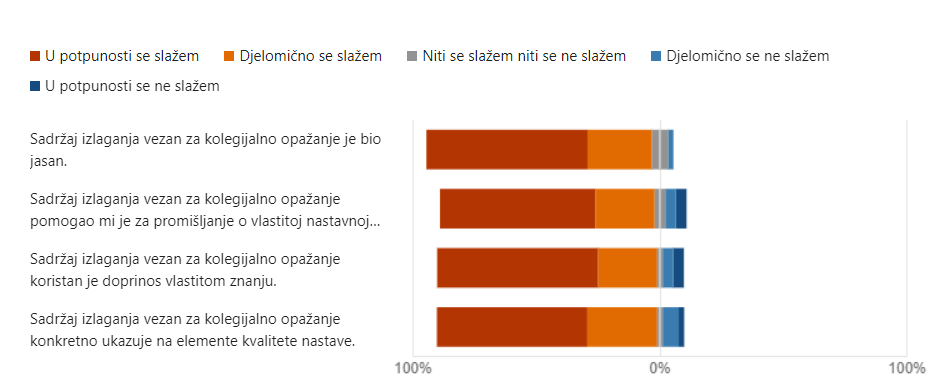 U potpunosti se slažem Djelomično se slažem Niti se slažem niti se ne slažem Djelomično se ne slažem
U potpunosti se ne slažem
Sadržaj izlaganja vezan za kolegijalno opažanje je bio
jasan.
Sadržaj izlaganja vezan za kolegijalno opažanje
pomogao mi je za promišljanje o vlastitoj nastavnoj...
Sadržaj izlaganja vezan za kolegijalno opažanje
koristan je doprinos vlastitom znanju.
Sadržaj izlaganja vezan za kolegijalno opažanje
konkretno ukazuje na elemente kvalitete nastave.
100% 0% 100%